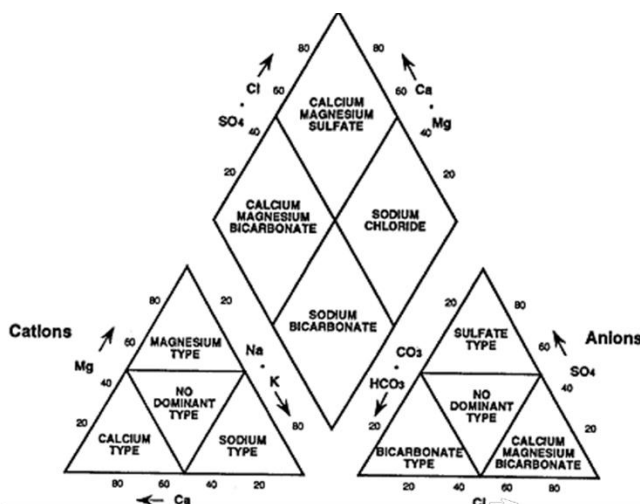 80
80
Cl
SO4
60
40
20
CALCIUM
MAGNESIUM
SULFATE
60
Ca
Mg
40
20
CALCIUM
MAGNESIUM
BICARBONATE
SODIUM
CHLORIDE
SODIUM
BICARBONATE
Cations
80
60
Mg
40
20
MAGNESIUM
TYPE
NO
DOMINANT
TYPE
CALCIUM
TYPE
SODIUM
TYPE
20
Na
K
80
80
60
40
20
Ca
CO3
HCO3
20
20
SULFATE
TYPE
NO
DOMINANT
TYPE
BICARBONATE
TYPE
CALCIUM
MAGNESIUM
BICARBONATE
80
60
SO4
40
20
Anions
20
40
60
80
Cl